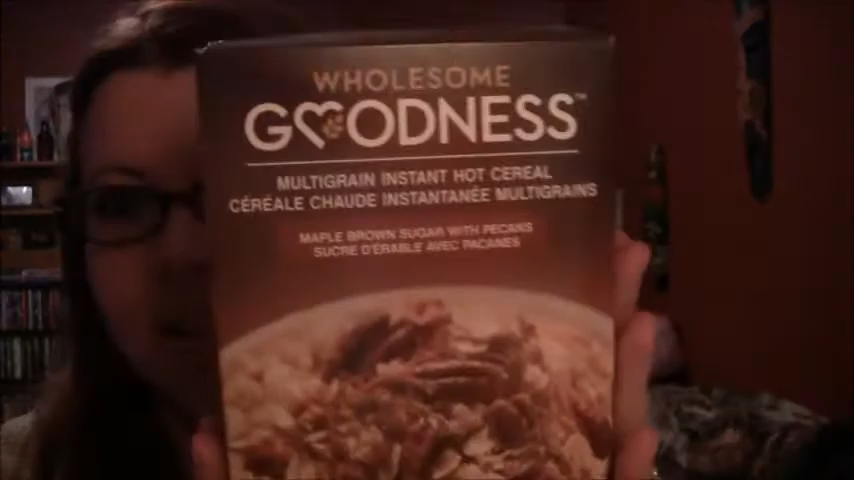 WHOLESOME
GOODNESS™
MULTIGRAIN INSTANT HOT CEREAL
CÉRÉALE CHAUDE INSTANTANÉE MULTIGRAINS
MAPLE BROWN SUGAR WITH PECANS
SUCRE D'ÉRABLE AVEC PACANES